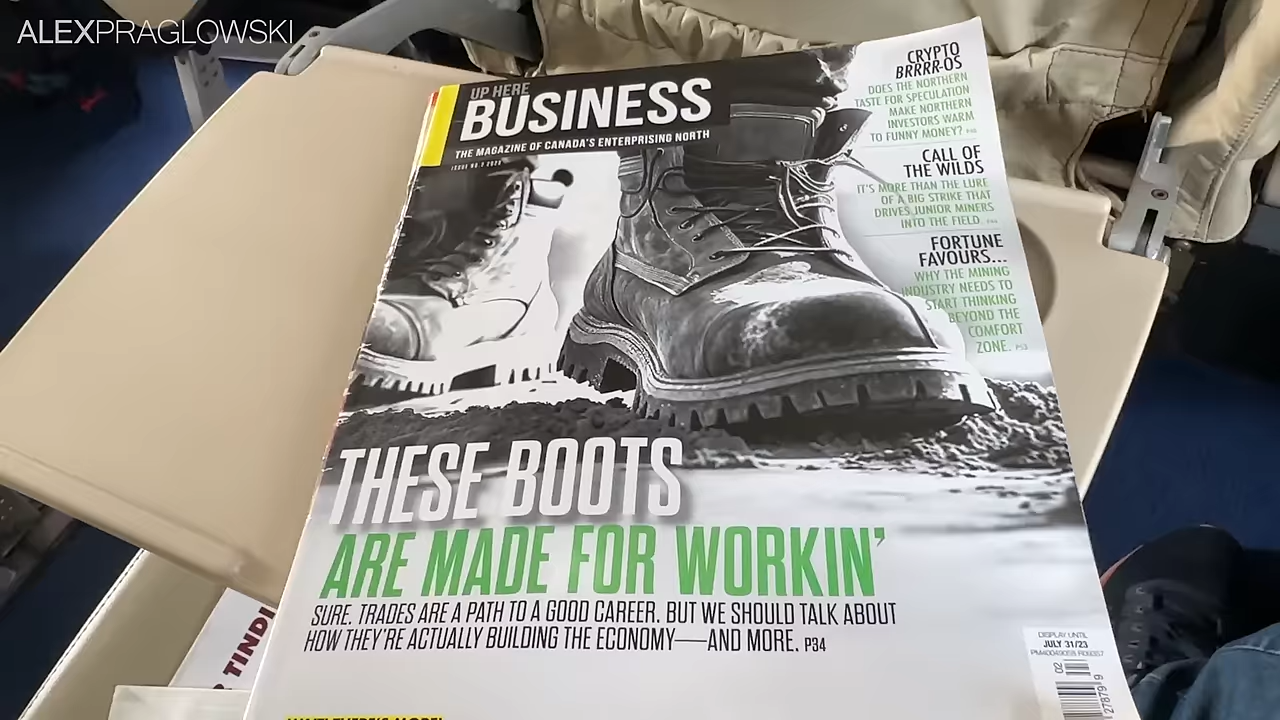 ALEXPRAGLOWSKI
UP HERE
BUSINESS
THE MAGAZINE OF CANADA'S ENTERPRISING NORTH
CRYPTO
BRRRR-OS
DOES THE NORTHERN
TASTE FOR SPECULATION
MAKE NORTHERN
INVESTORS WARM
TO FUNNY MONEY?
CALL OF
THE WILDS
IT'S MORE THAN THE LURE
OF A BIG STRIKE THAT
DRIVES JUNIOR MINERS
INTO THE FIELD.
FORTUNE
FAVOURS...
WHY THE MINING
INDUSTRY NEEDS TO
START THINKING
BEYOND THE
COMFORT
ZONE. P53
THESE BOOTS
ARE MADE FOR WORKIN'
SURE, TRADES ARE A PATH TO A GOOD CAREER. BUT WE SHOULD TALK ABOUT
HOW THEY'RE ACTUALLY BUILDING THE ECONOMY—AND MORE. P34
DISPLAY UNTIL
JULY 31/23
02
TINDI